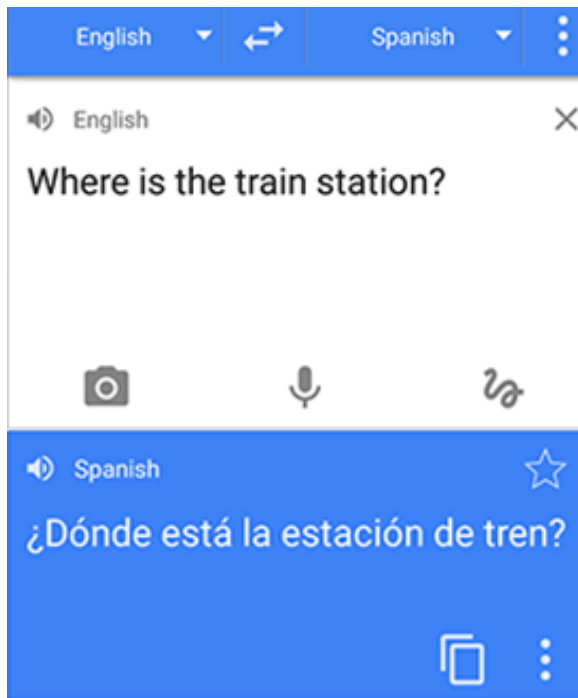 English Spanish
English
Where is the train station?
Spanish
¿Dónde está la estación de tren?